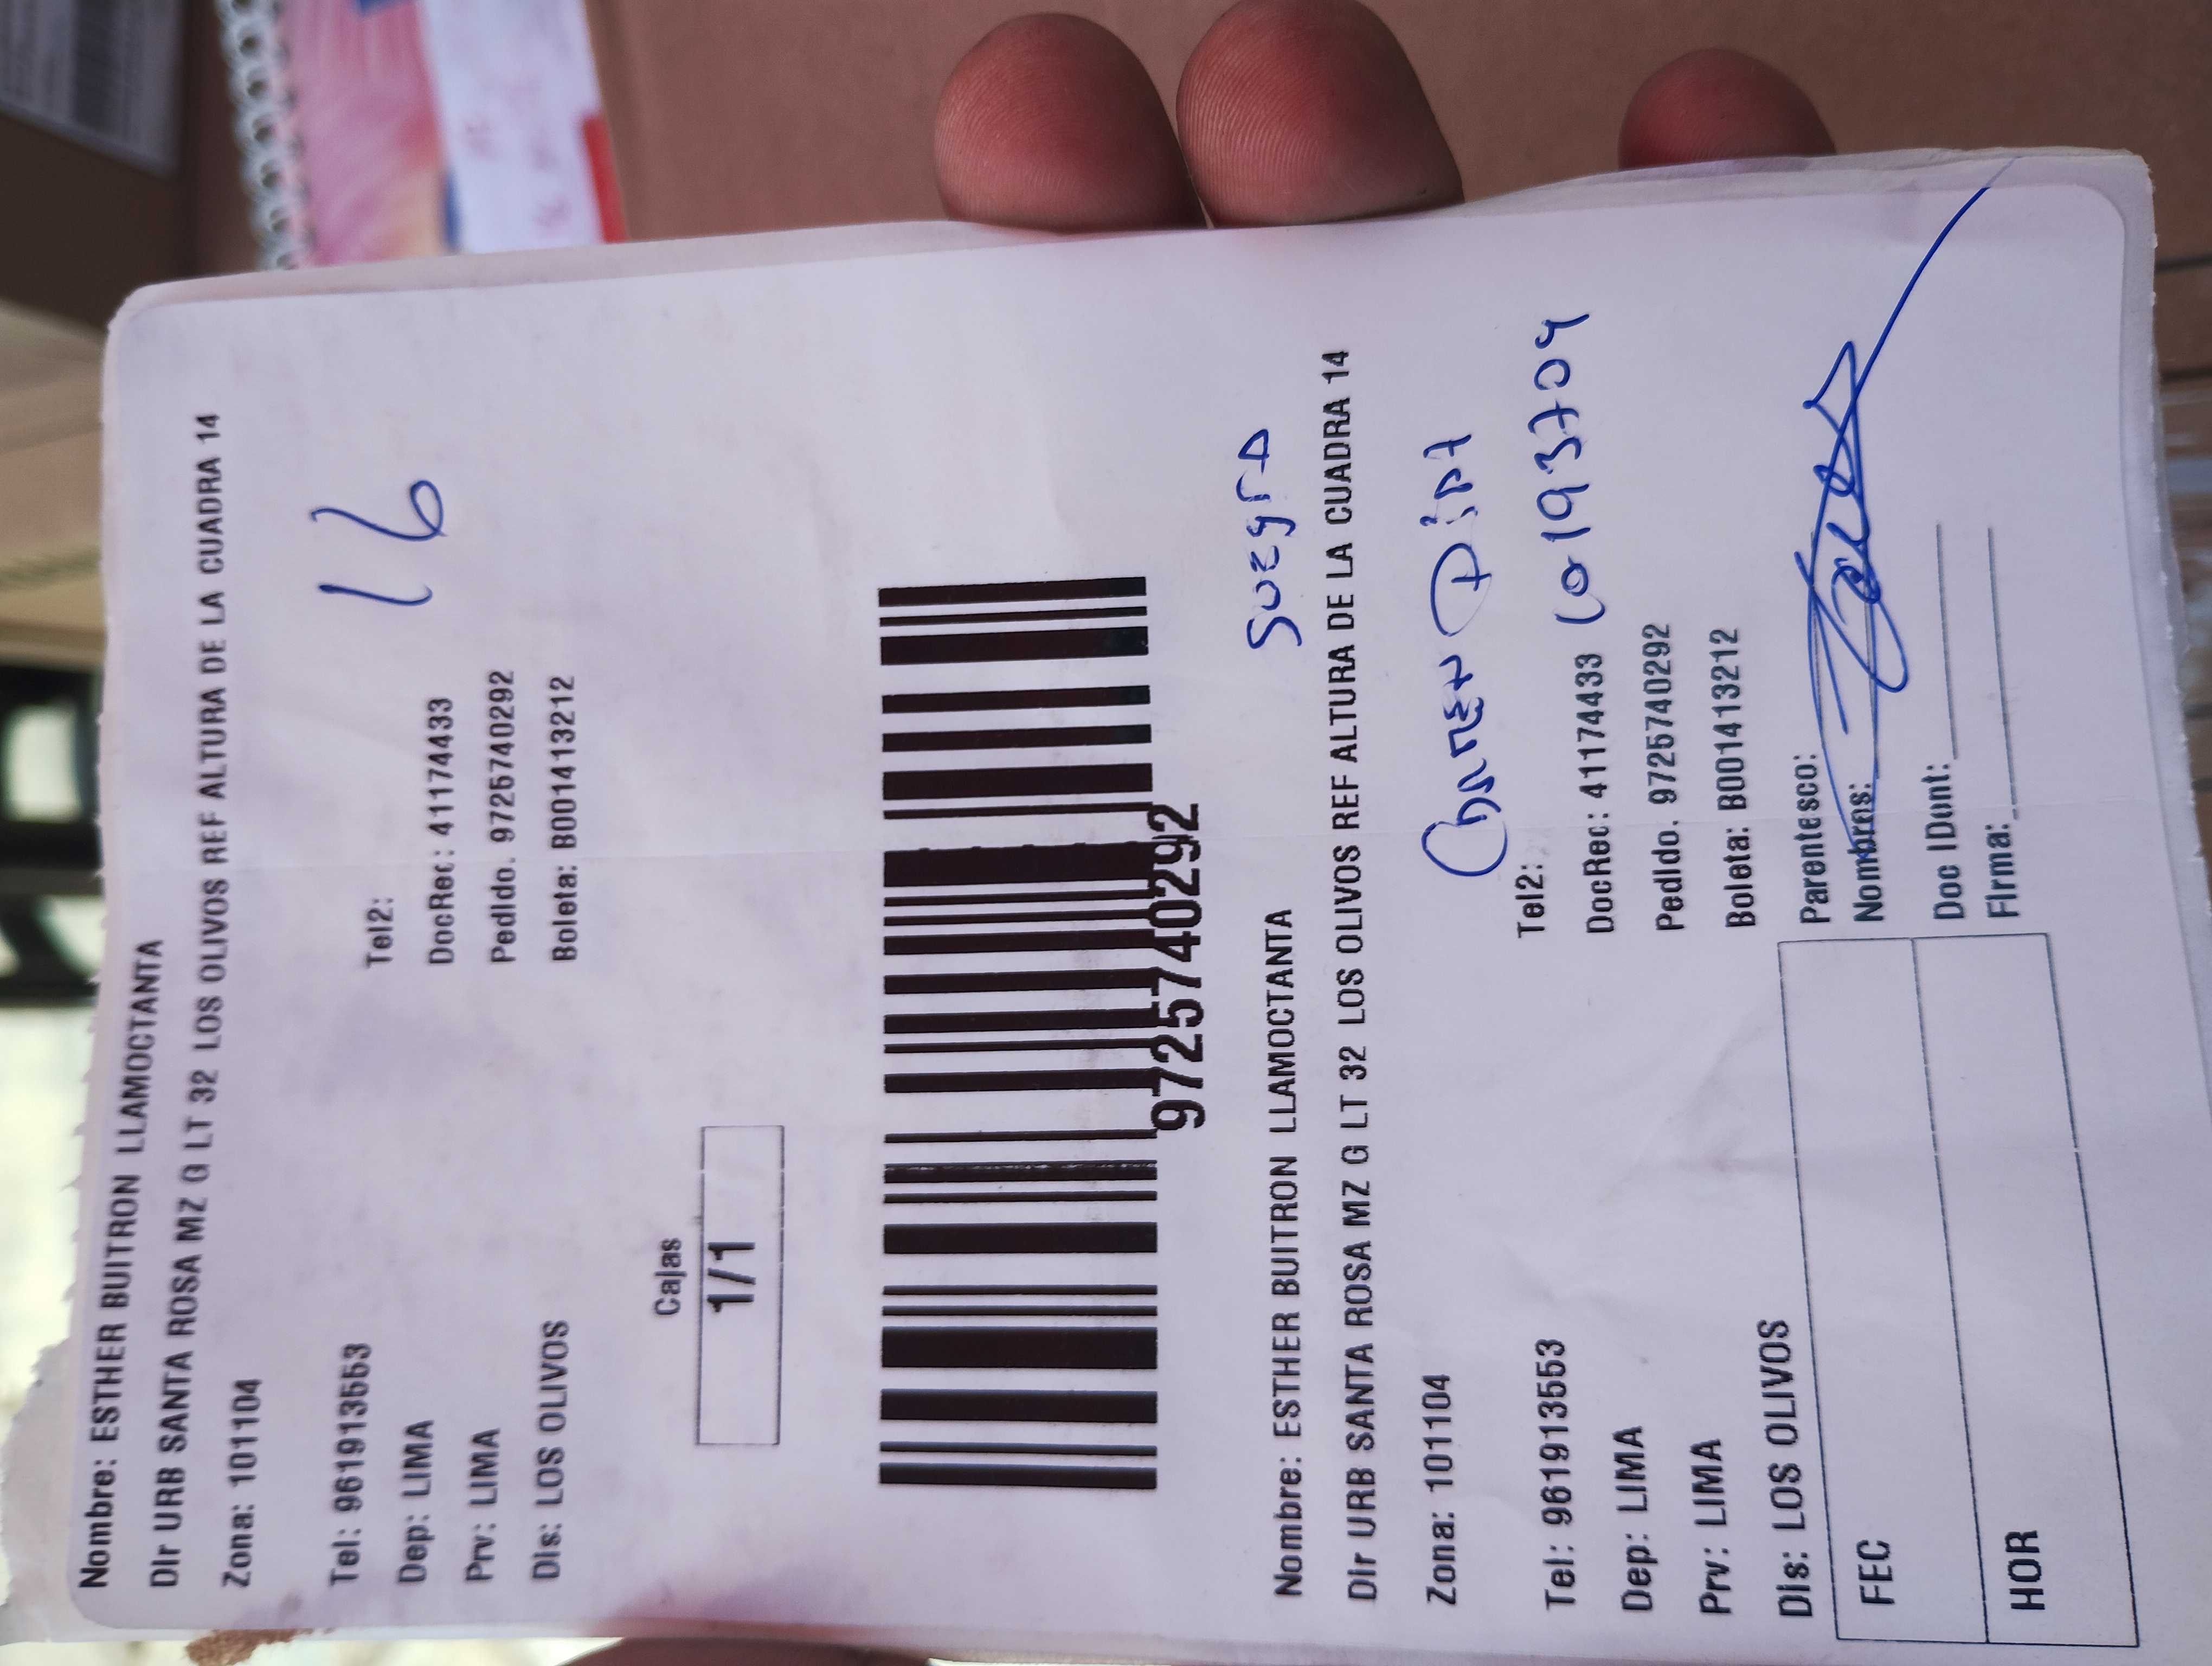 Nombre: ESTHER BUITRON LLAMOCTANTA
Dir URB SANTA ROSA MZ G LT 32 LOS OLIVOS REF ALTURA DE LA CUADRA 14
Zona: 101104
16
Tel: 961913553 Tel2:
Dep: LIMA DocRec: 41174433
Prv: LIMA Pedido. 9725740292
Dis: LOS OLIVOS Boleta: B001413212
Cajas
1/1
9725740292
suegra
Nombre: ESTHER BUITRON LLAMOCTANTA
Dir URB SANTA ROSA MZ G LT 32 LOS OLIVOS REF ALTURA DE LA CUADRA 14
Zona: 101104
Tel: 961913553 Tel2:
Dep: LIMA DocRec: 41174433
Prv: LIMA Pedido. 9725740292
Dis: LOS OLIVOS Boleta: B001413212
FEC Parentesco:
Nombres:
HOR Doc IDent:
Firma: